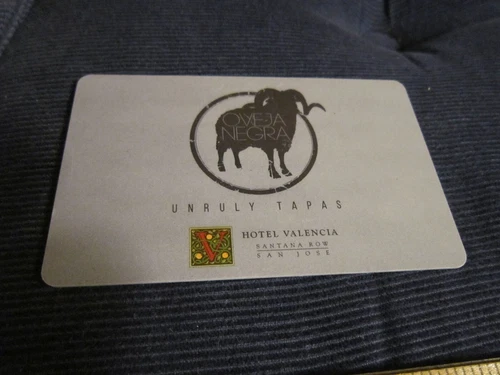 OVEJA
NEGRA
UNRULY TAPAS
V
HOTEL VALENCIA
SANTANA ROW
SAN JOSE